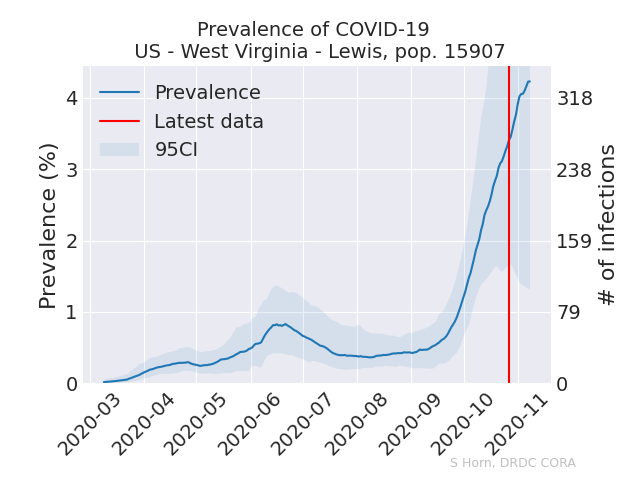 Prevalence of COVID-19
US - West Virginia - Lewis, pop. 15907
Prevalence
Latest data
95CI
Prevalence (%)
4
3
2
1
0
318
238
159
79
0
# of infections
2020-03
2020-04
2020-05
2020-06
2020-07
2020-08
2020-09
2020-10
2020-11
S Horn, DRDC CORA